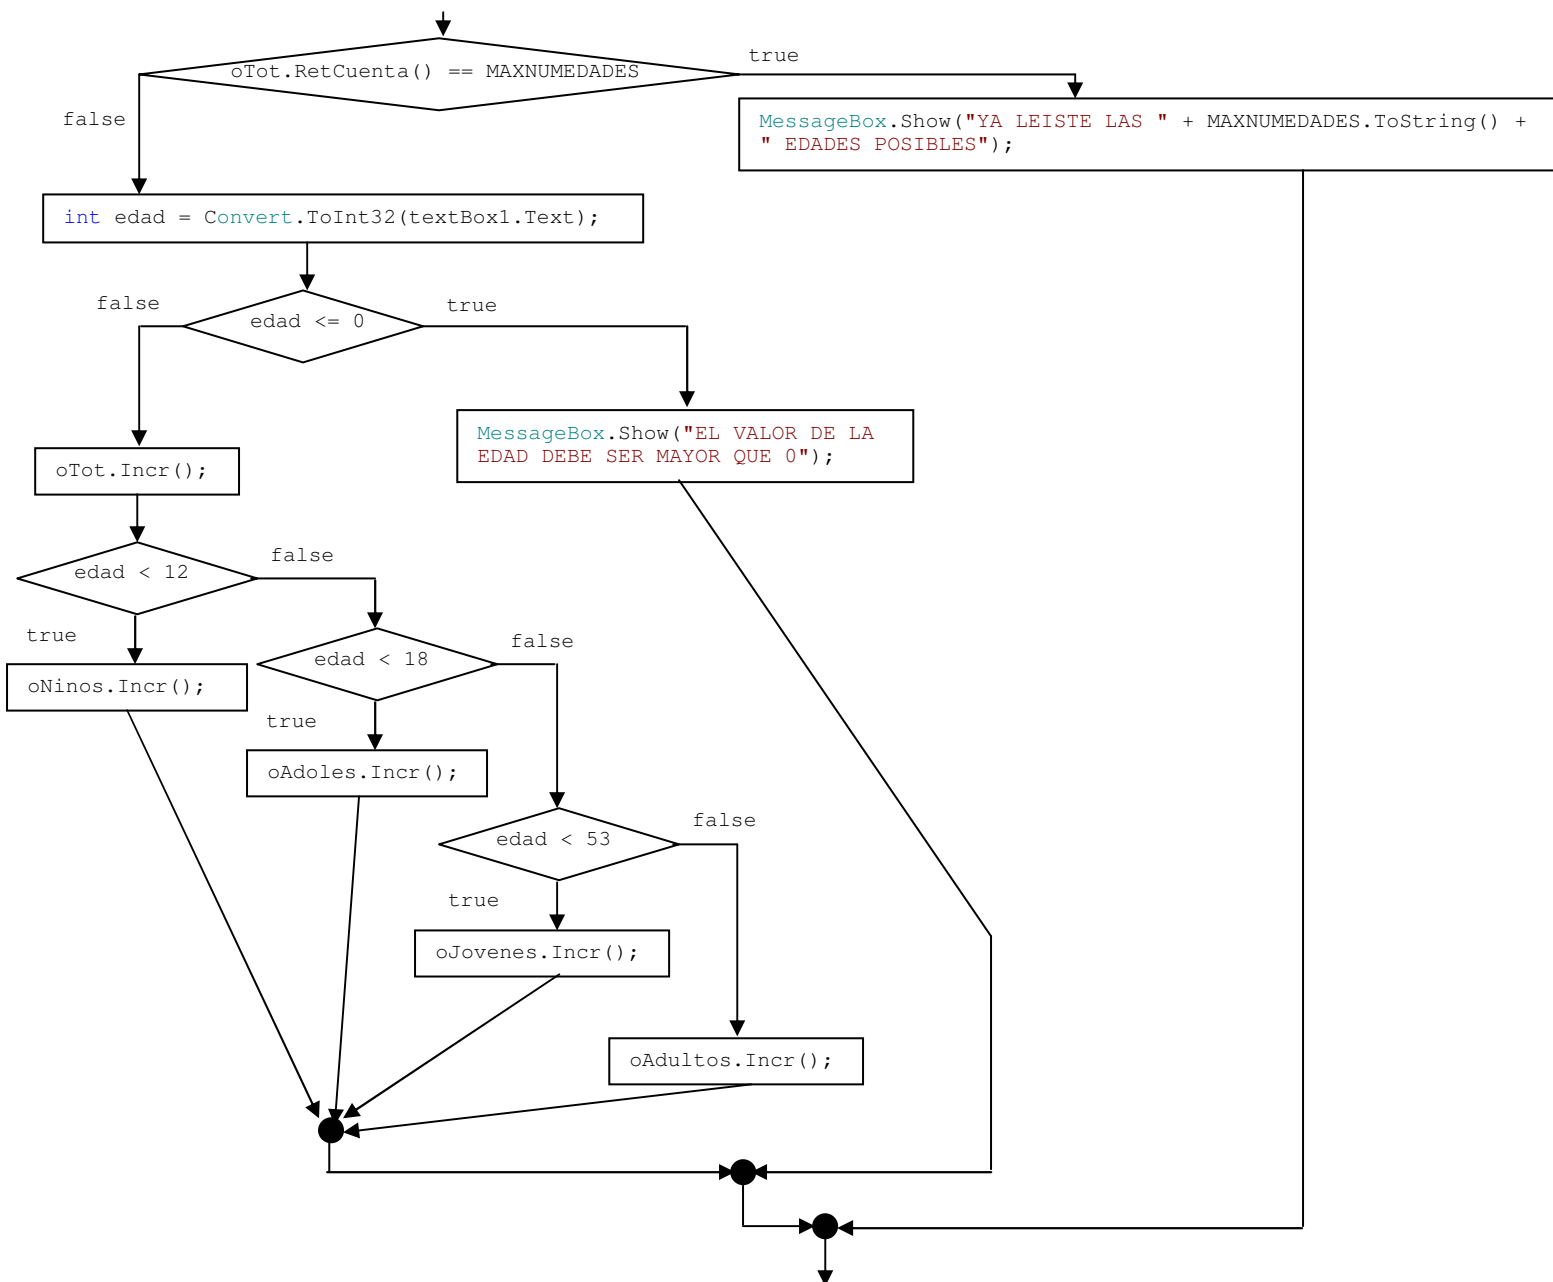 true
oTot.RetCuenta() == MAXNUMEDADES
false
MessageBox.Show("YA LEISTE LAS " + MAXNUMEDADES.ToString() +
" EDADES POSIBLES");
int edad = Convert.ToInt32(textBox1.Text);
false
true
edad <= 0
MessageBox.Show("EL VALOR DE LA
EDAD DEBE SER MAYOR QUE 0");
oTot.Incr();
false
edad < 12
true
false
edad < 18
oNinos.Incr();
true
oAdoles.Incr();
false
edad < 53
true
oJovenes.Incr();
oAdultos.Incr();